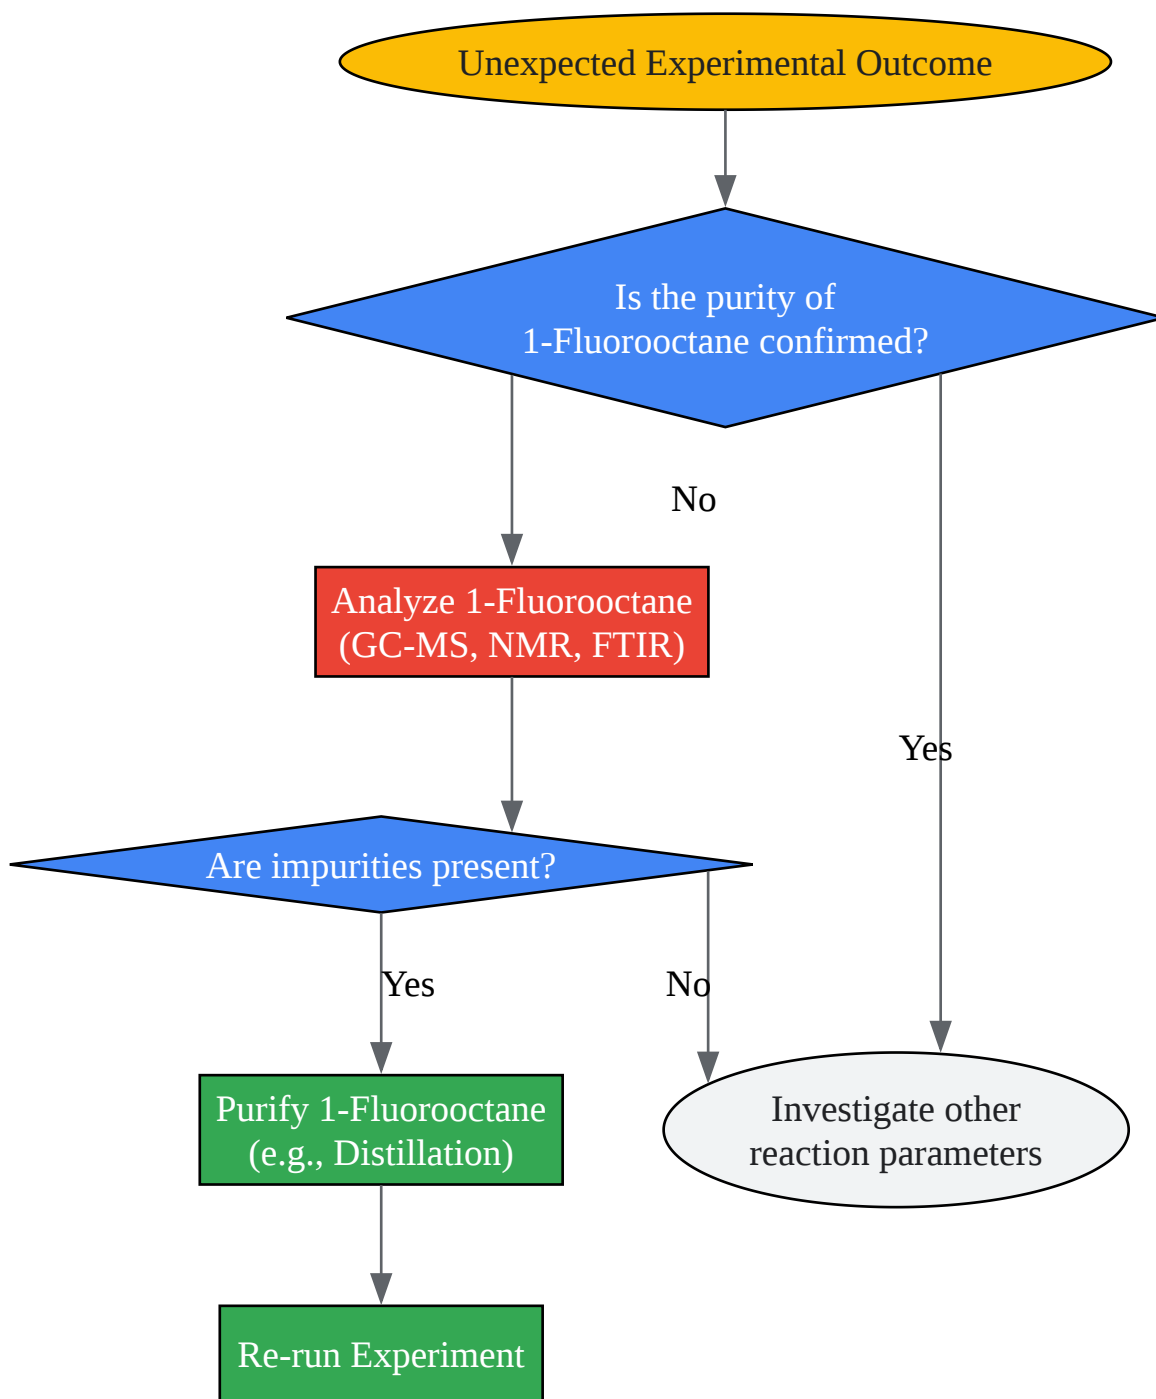 Unexpected Experimental Outcome
Is the purity of
1-Fluorooctane confirmed?
No
Analyze 1-Fluorooctane
(GC-MS, NMR, FTIR)
Yes
Are impurities present?
Yes
No
Purify 1-Fluorooctane
(e.g., Distillation)
Investigate other
reaction parameters
Re-run Experiment